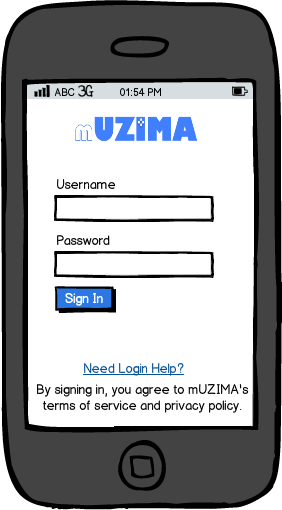 ABC 3G 01:54 PM
mUZIMA
Username
Password
Sign In
Need Login Help?
By signing in, you agree to mUZIMA's
terms of service and privacy policy.